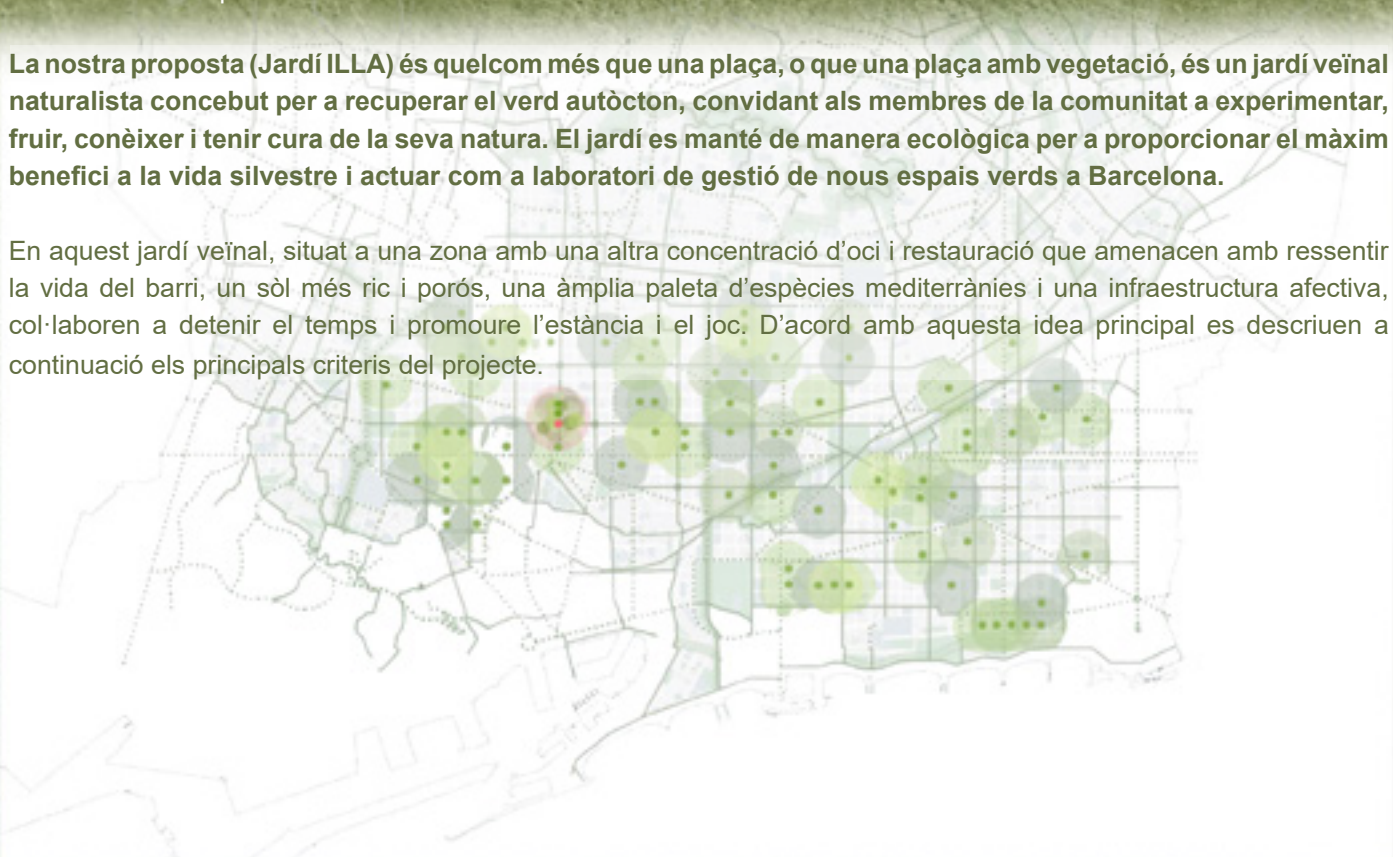 La nostra proposta (Jardí ILLA) és quelcom més que una plaça, o que una plaça amb vegetació, és un jardí veïnal
naturalista concebut per a recuperar el verd autòcton, convidant als membres de la comunitat a experimentar,
fruir, conèixer i tenir cura de la seva natura. El jardí es manté de manera ecològica per a proporcionar el màxim
benefici a la vida silvestre i actuar com a laboratori de gestió de nous espais verds a Barcelona.
En aquest jardí veïnal, situat a una zona amb una altra concentració d’oci i restauració que amenacen amb ressentir
la vida del barri, un sòl més ric i porós, una àmplia paleta d’espècies mediterrànies i una infraestructura afectiva,
col·laboren a detenir el temps i promoure l’estància i el joc. D’acord amb aquesta idea principal es descriuen a
continuació els principals criteris del projecte.